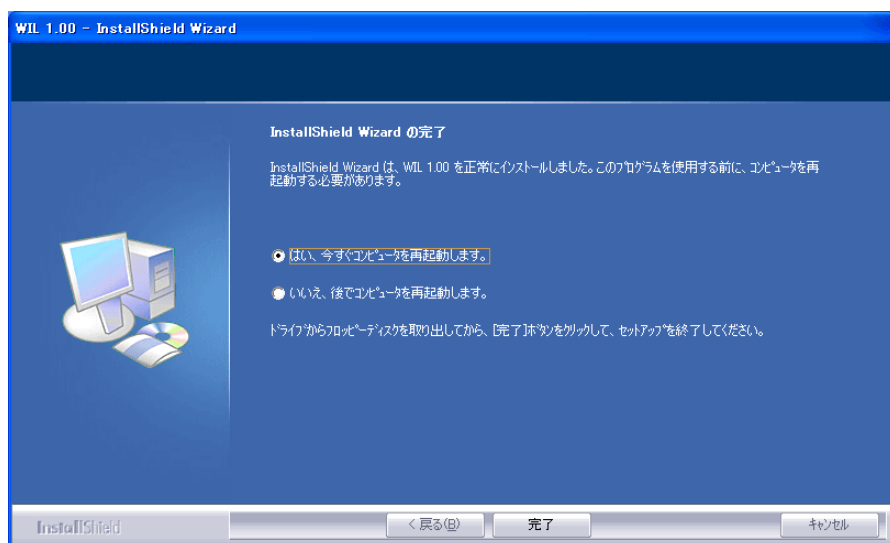 WIL 1.00 - InstallShield Wizard
InstallShield Wizard の完了
InstallShield Wizard は、WIL 1.00 を正常にインストールしました。このプログラムを使用する前に、コンピュータを再
起動する必要があります。
はい、今すぐコンピュータを再起動します。
いいえ、後でコンピュータを再起動します。
ドライブからフロッピーディスクを取り出してから、[完了]ボタンをクリックして、セットアップを終了してください。
InstallShield
< 戻る(B)
完了
キャンセル